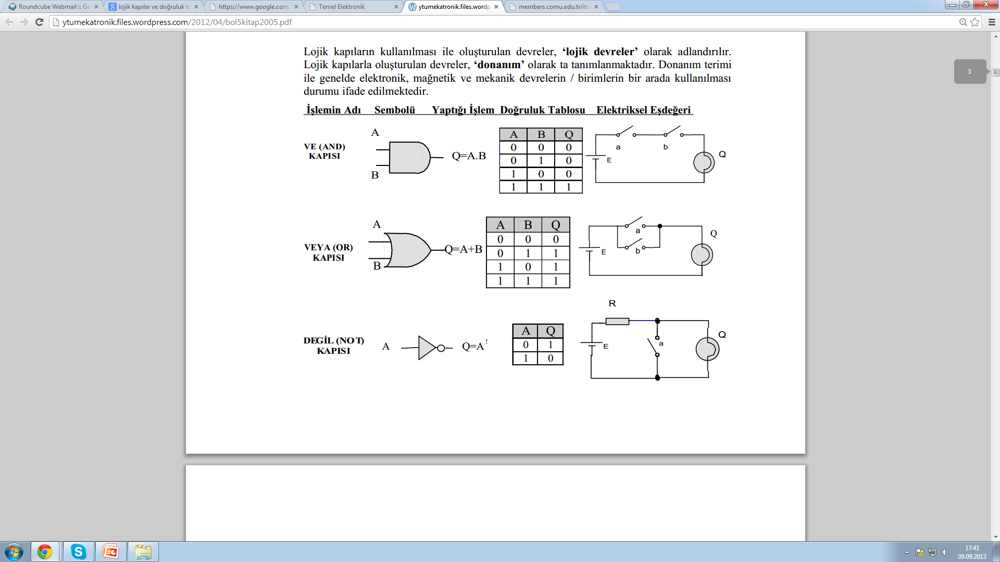 Roundcube Webmail :: Ge
lojik kapılar ve doğruluk ta
https://www.google.com.
Temel Elektronik
ytumekatronik.files.wordp
members.comu.edu.tr/itu
ytumekatronik.files.wordpress.com/2012/04/bol5kitap2005.pdf
Lojik kapıların kullanılması ile oluşturulan devreler, ‘lojik devreler’ olarak adlandırılır.
Lojik kapılarla oluşturulan devreler, ‘donanım’ olarak ta tanımlanmaktadır. Donanım terimi
ile genelde elektronik, mağnetik ve mekanik devrelerin / birimlerin bir arada kullanılması
durumu ifade edilmektedir.
3
İşlemin Adı Sembolü Yaptığı İşlem Doğruluk Tablosu Elektriksel Eşdeğeri
VE (AND)
KAPISI
A
B
Q=A.B
A B Q
0 0 0
0 1 0
1 0 0
1 1 1
a b
E
Q
VEYA (OR)
KAPISI
A
B
Q=A+B
A B Q
0 0 0
0 1 1
1 0 1
1 1 1
a
b
E
Q
DEĞİL (NOT)
KAPISI
A
Q=A!
A Q
0 1
1 0
R
E
a
Q
17:41
09.09.2013